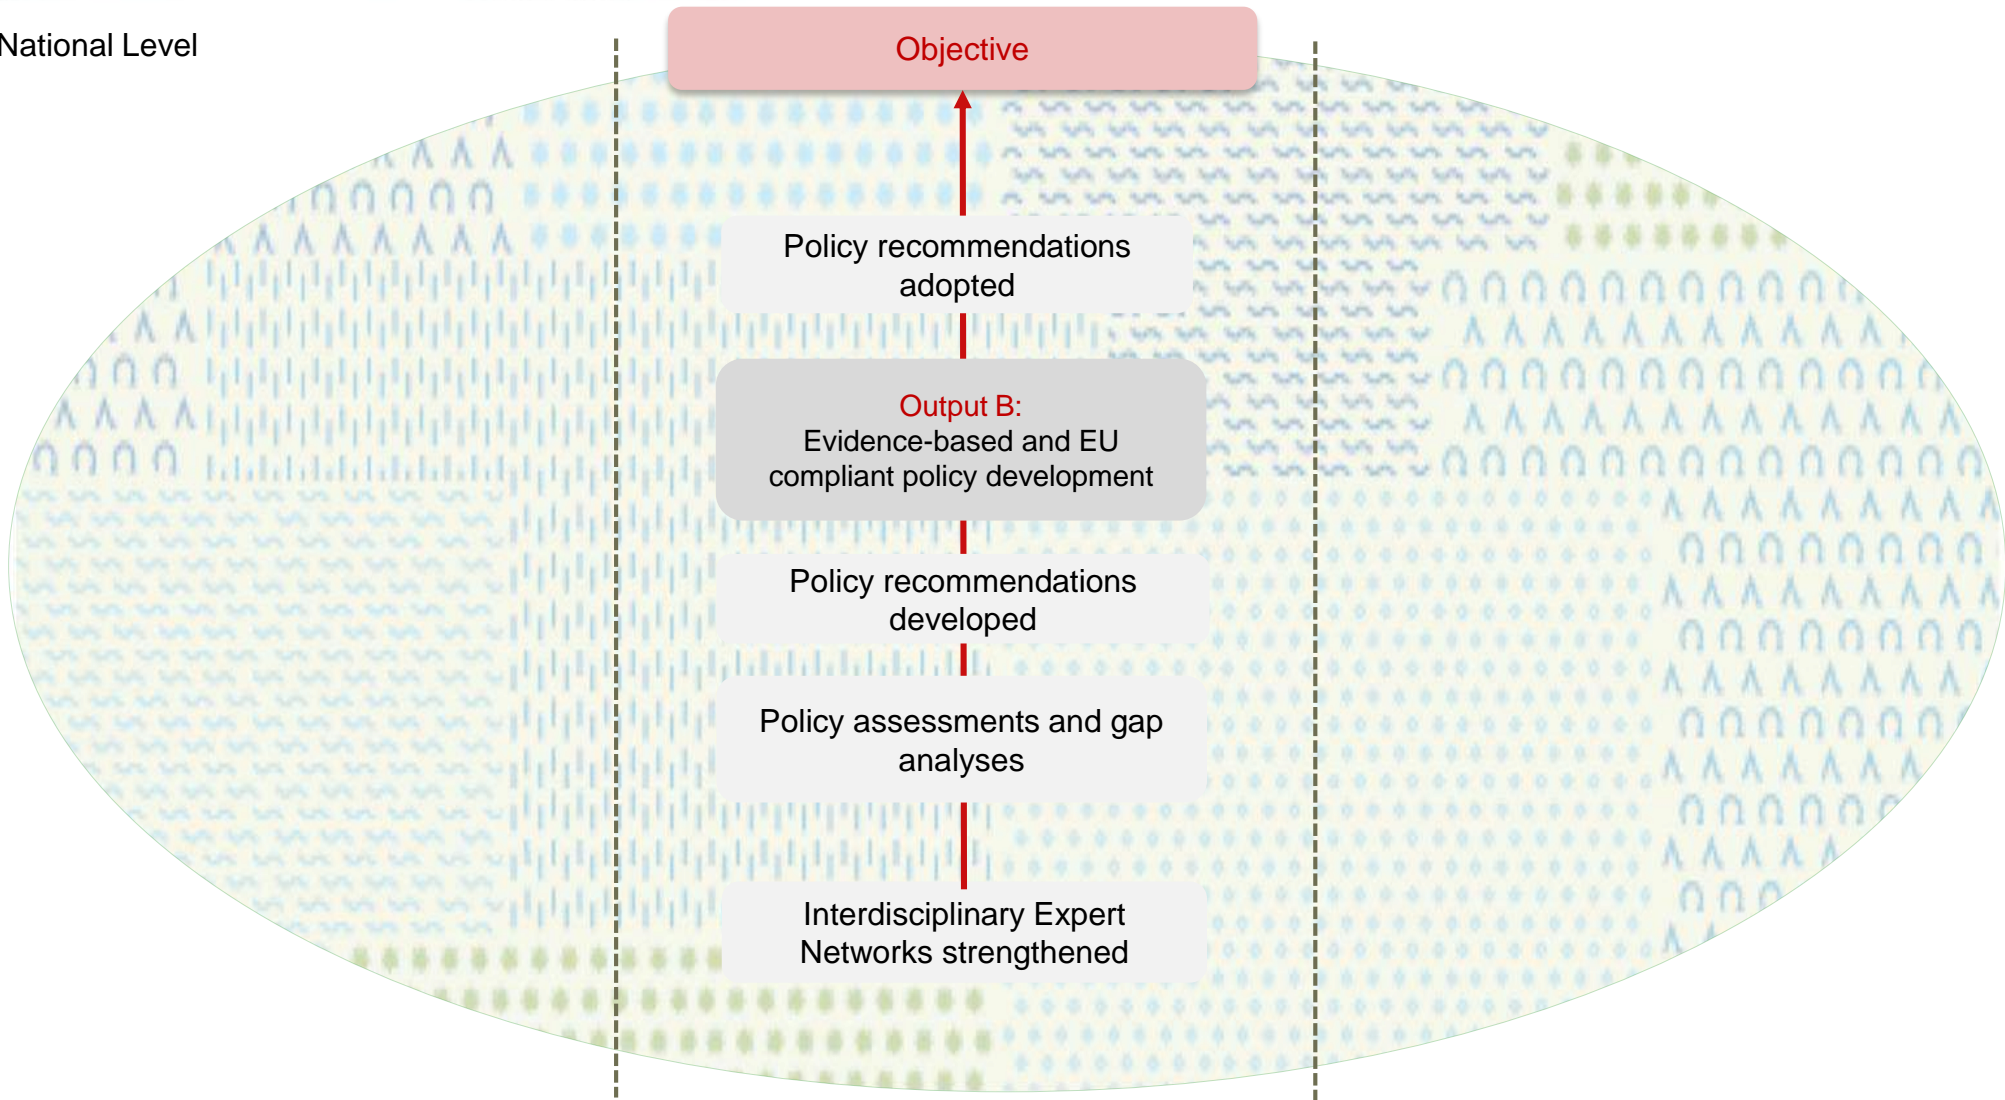 National Level
Objective
Policy recommendations
adopted
Output B:
Evidence-based and EU
compliant policy development
Policy recommendations
developed
Policy assessments and gap
analyses
Interdisciplinary Expert
Networks strengthened